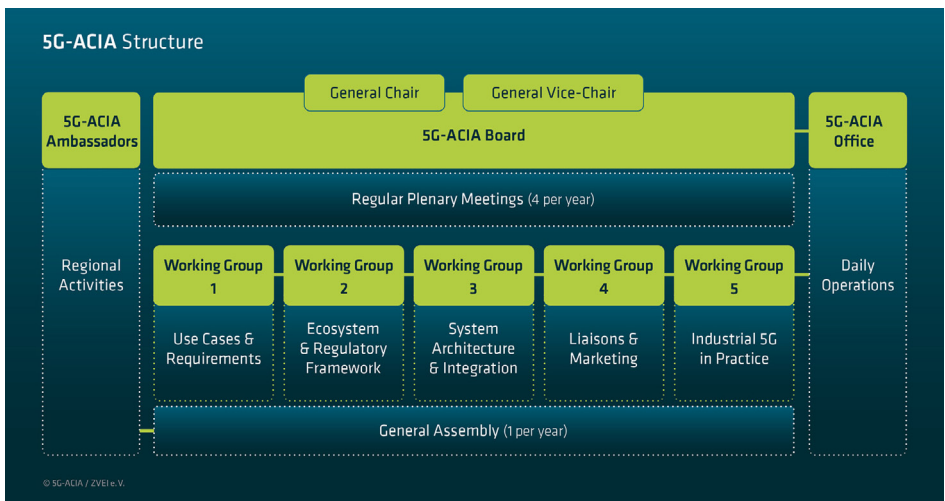 5G-ACIA Structure
General Chair
General Vice-Chair
5G-ACIA
Ambassadors
5G-ACIA Board
5G-ACIA
Office
Regular Plenary Meetings (4 per year)
Regional
Activities
Working Group
1
Working Group
2
Working Group
3
Working Group
4
Working Group
5
Daily
Operations
Use Cases &
Requirements
Ecosystem
& Regulatory
Framework
System
Architecture
& Integration
Liaisons &
Marketing
Industrial 5G
in Practice
General Assembly (1 per year)
© 5G-ACIA / ZVEI e. V.